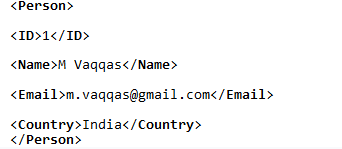 <Person>
<ID>1</ID>
<Name>M Vaqqas</Name>
<Email>m.vaqqas@gmail.com</Email>
<Country>India</Country>
</Person>